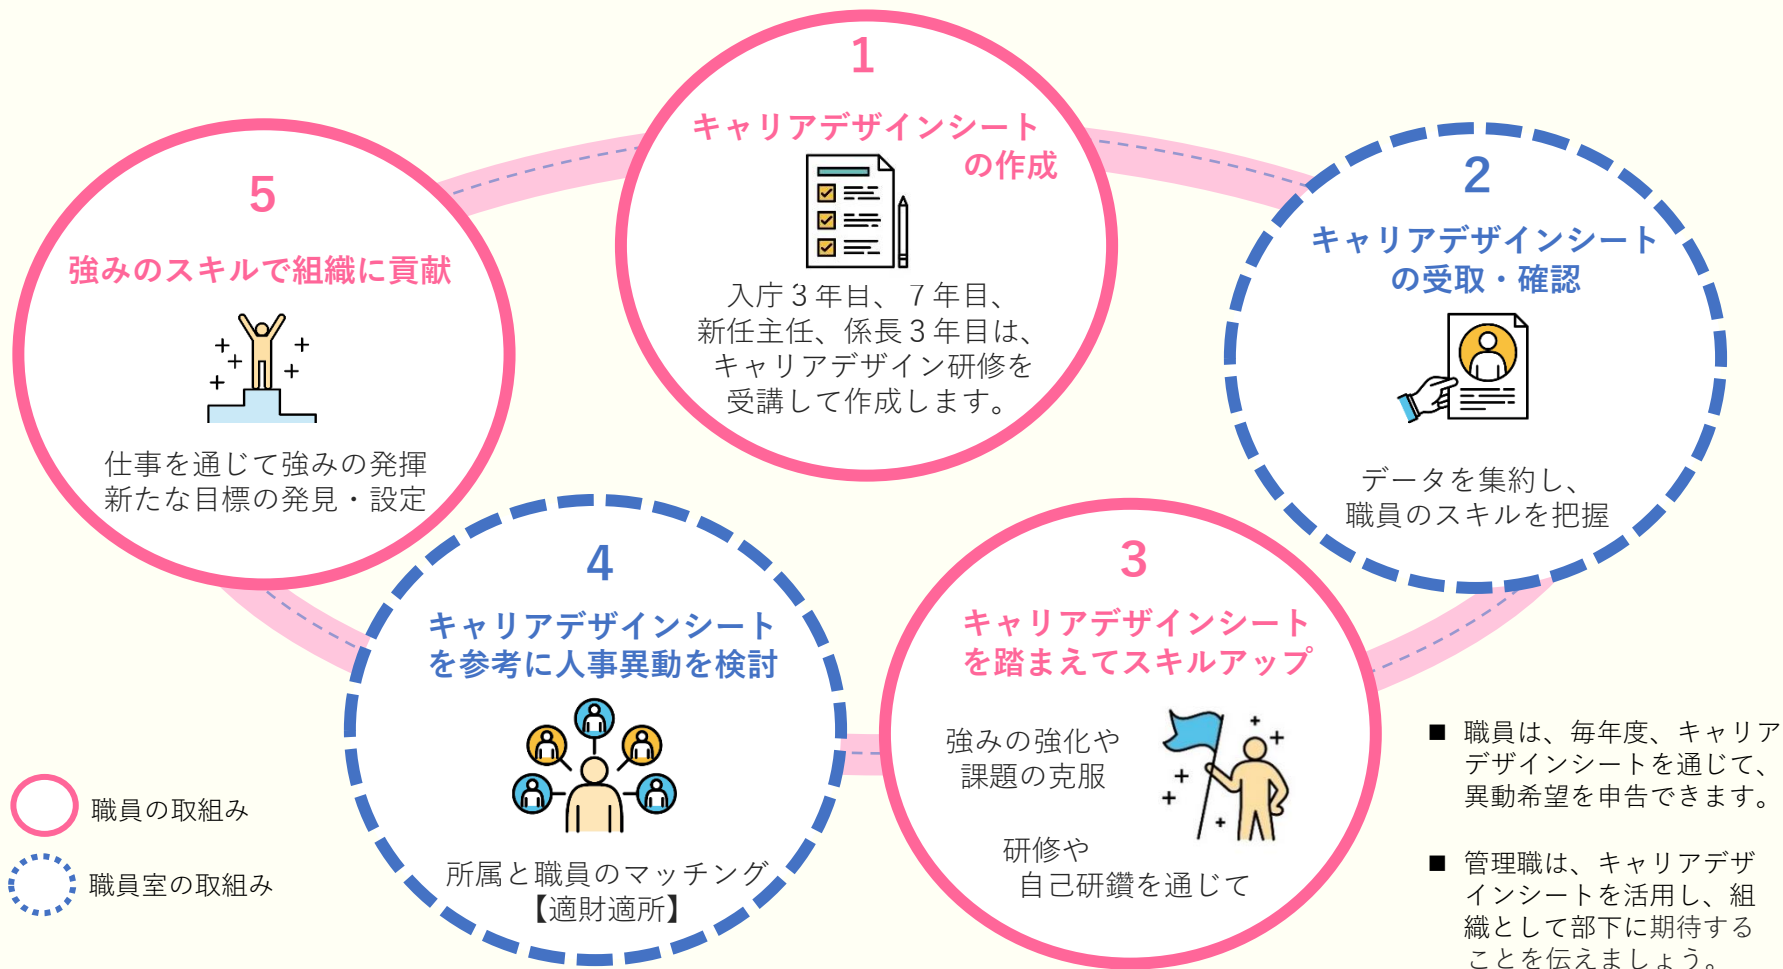 1
キャリアデザインシート
の作成
入庁３年目、７年目、
新任主任、係長３年目は、
キャリアデザイン研修を
受講して作成します。
2
キャリアデザインシート
の受取・確認
データを集約し、
職員のスキルを把握
3
キャリアデザインシート
を踏まえてスキルアップ
強みの強化や
課題の克服
研修や
自己研鑽を通じて
4
キャリアデザインシート
を参考に人事異動を検討
所属と職員のマッチング
【適財適所】
5
強みのスキルで組織に貢献
仕事を通じて強みの発揮
新たな目標の発見・設定
職員の取組み
職員室の取組み
■ 職員は、毎年度、キャリア
デザインシートを通じて、
異動希望を申告できます。
■ 管理職は、キャリアデザ
インシートを活用し、組
織として部下に期待する
ことを伝えましょう。